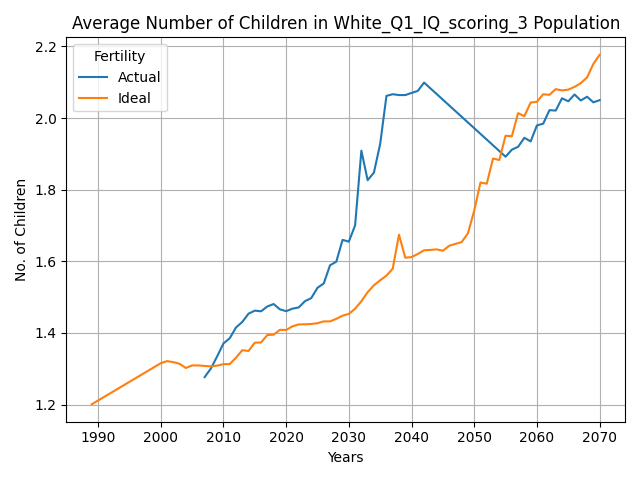 Average Number of Children in White_Q1_IQ_scoring_3 Population
Fertility
Actual
Ideal
2.2
2.0
1.8
1.6
1.4
1.2
No. of Children
1990 2000 2010 2020 2030 2040 2050 2060 2070
Years